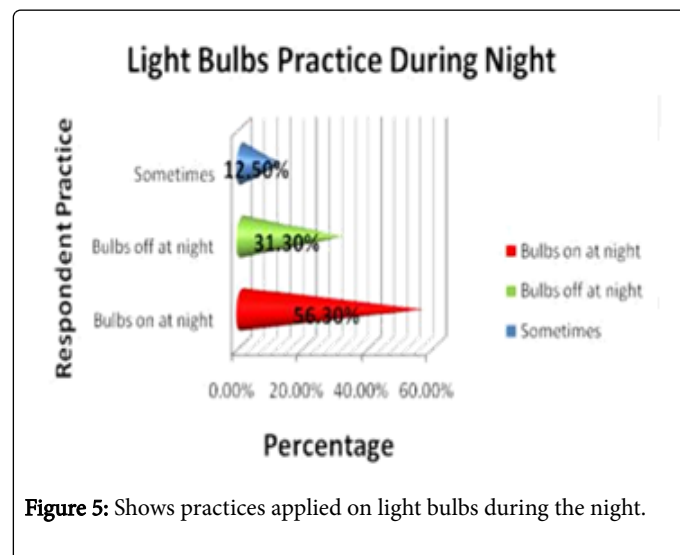 Light Bulbs Practice During Night
Respondent Practice
Sometimes
12.50%
Bulbs off at night
31.30%
Bulbs on at night
56.30%
0.00% 20.00% 40.00% 60.00%
Percentage
Bulbs on at night
Bulbs off at night
Sometimes
Figure 5: Shows practices applied on light bulbs during the night.